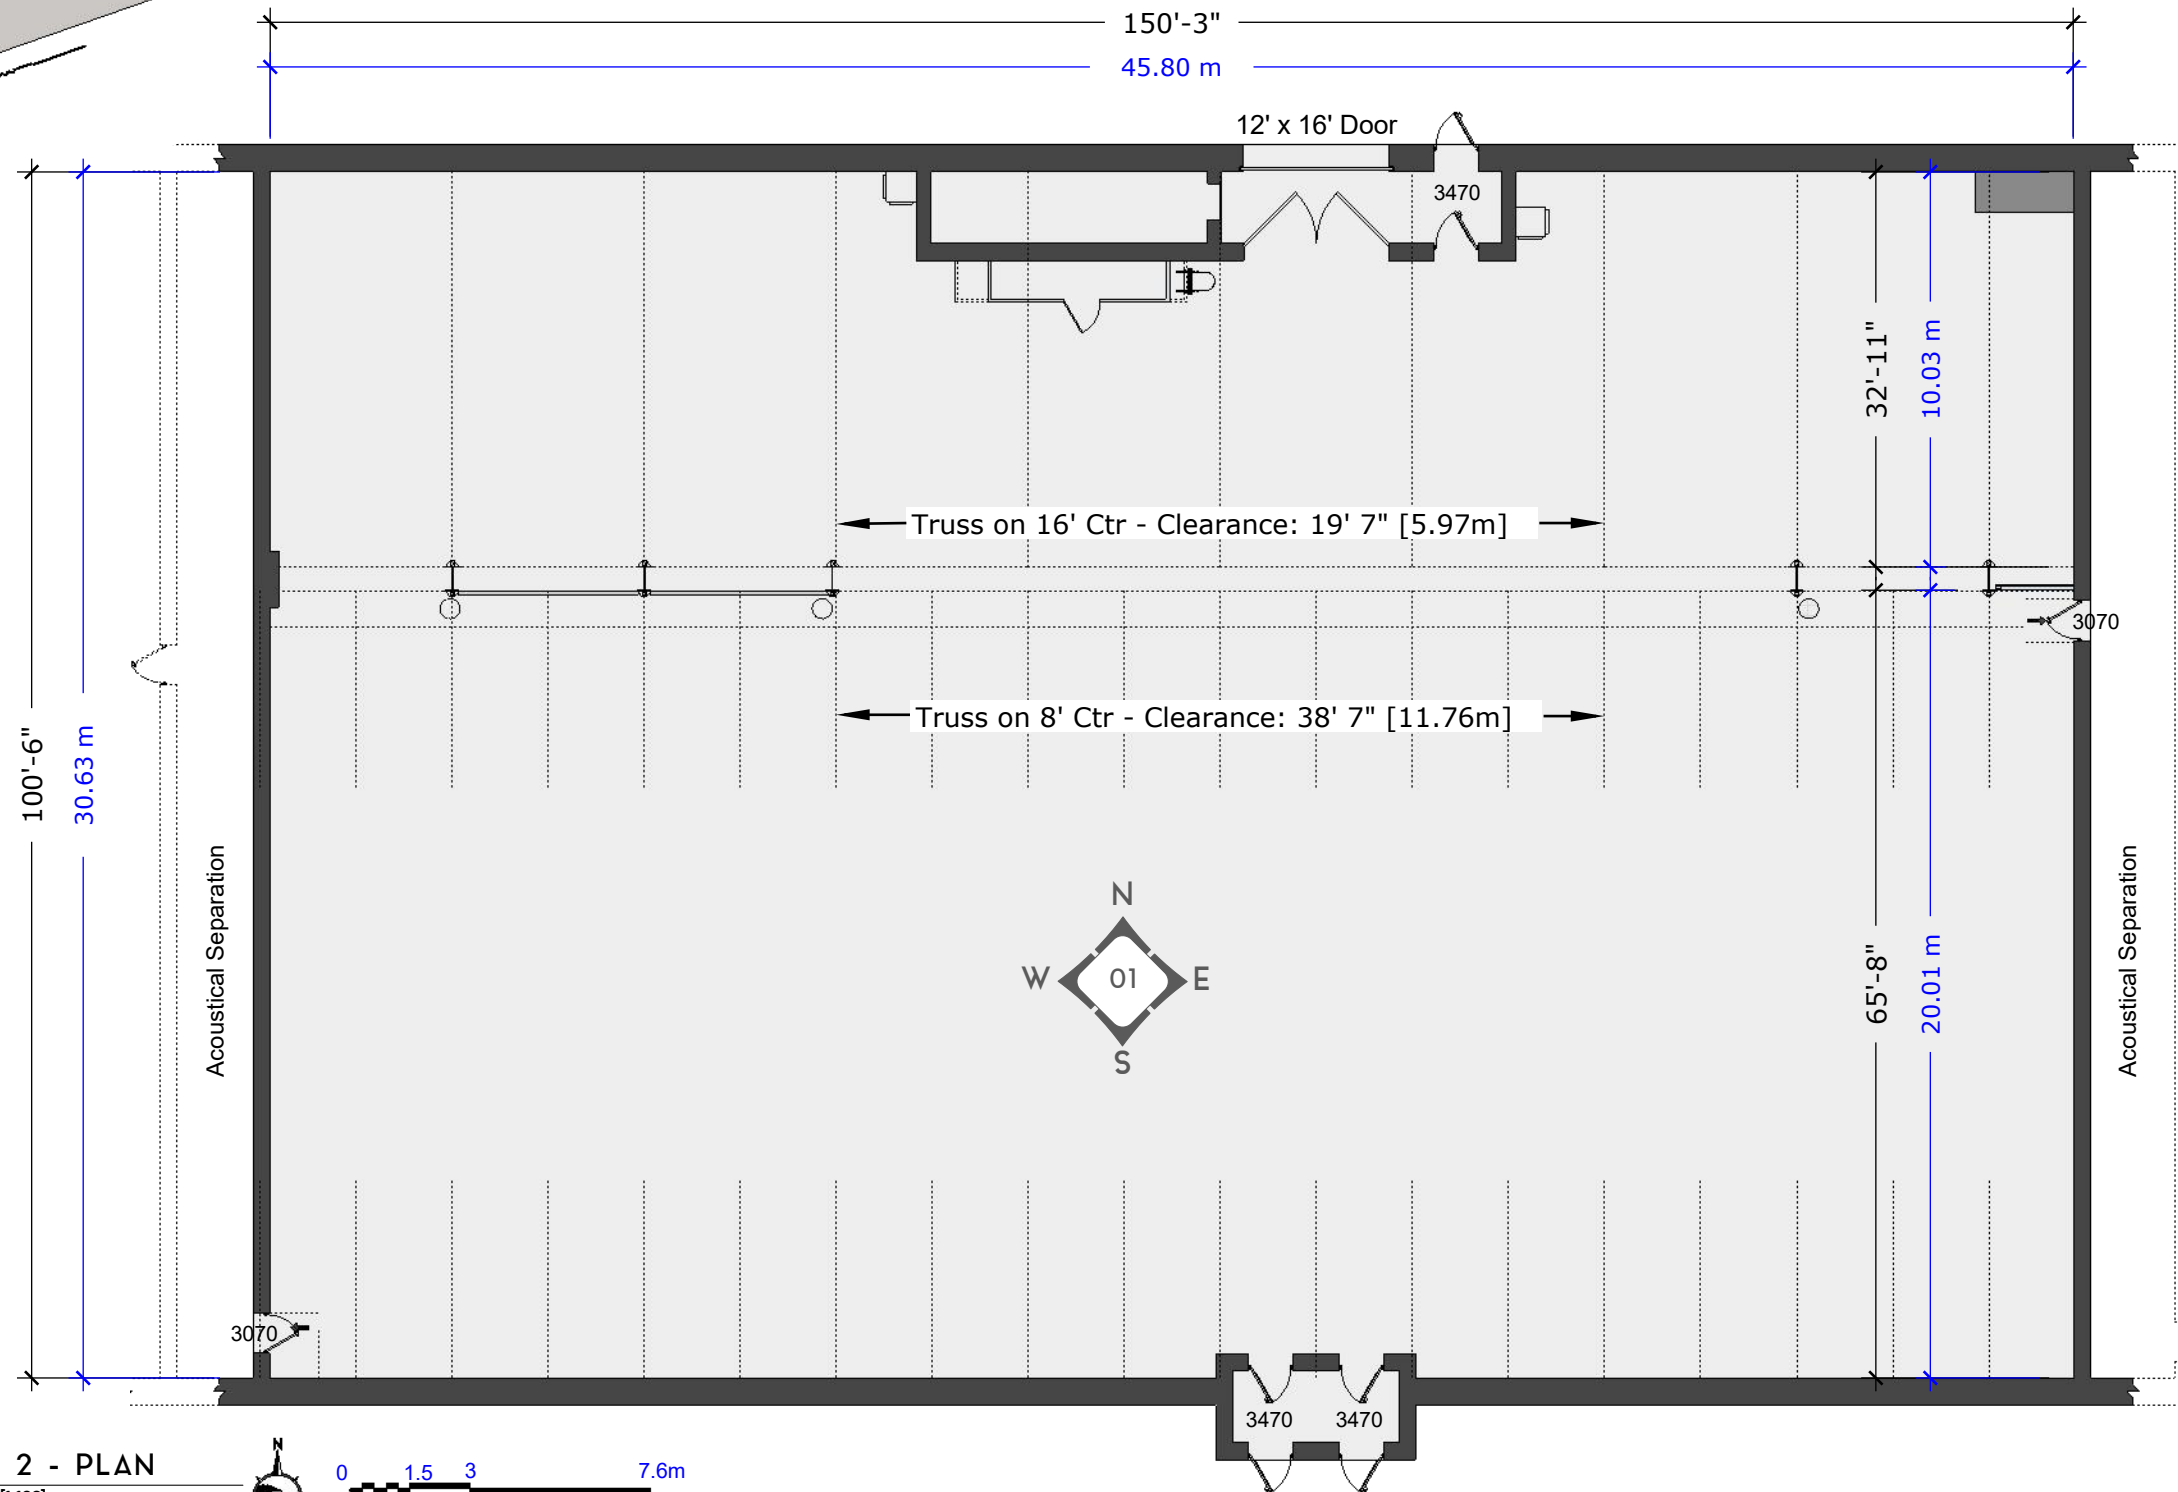 150'-3"
45.80 m
12' x 16' Door
3470
32'-11"
10.03 m
Truss on 16' Ctr - Clearance: 19' 7" [5.97m]
3070
Truss on 8' Ctr - Clearance: 38' 7" [11.76m]
100'-6"
30.63 m
Acoustical Separation
N
W 01 E
S
65'-8"
20.01 m
Acoustical Separation
3070
3470 3470
2 - PLAN
N
0 1.5 3 7.6m